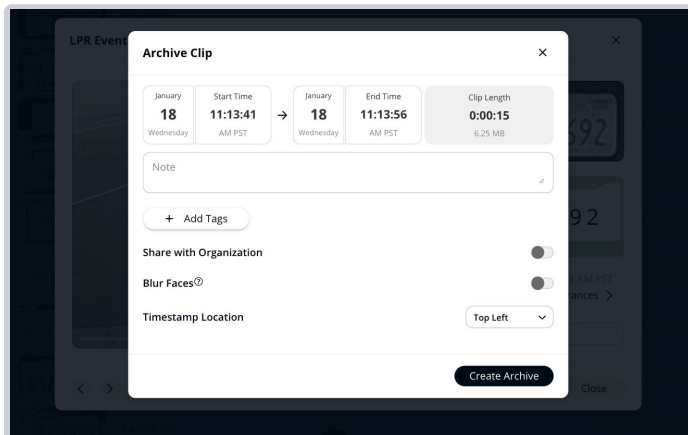 LPR Event
Archive Clip
January
18
Wednesday
Start Time
11:13:41
AM PST
January
18
Wednesday
End Time
11:13:56
AM PST
Clip Length
0:00:15
6.25 MB
Note
+ Add Tags
Share with Organization
Blur Faces
Timestamp Location
Top Left
Create Archive
692
92
AM PST
Close